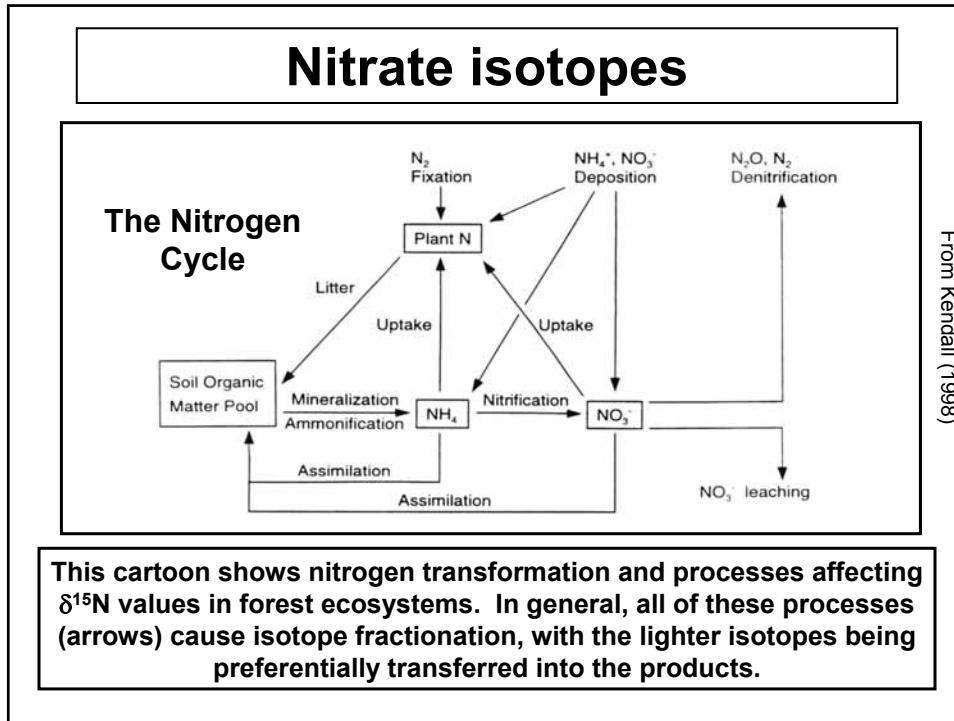 Nitrate isotopes
The Nitrogen
Cycle
N₂
Fixation
NH₄⁺, NO₃⁻
Deposition
N₂O, N₂
Denitrification
Plant N
Litter
Uptake
Uptake
Soil Organic
Matter Pool
Mineralization
Ammonification
NH₄
Nitrification
NO₃⁻
Assimilation
Assimilation
NO₃⁻ leaching
From Kendall (1998)
This cartoon shows nitrogen transformation and processes affecting
δ¹⁵N values in forest ecosystems. In general, all of these processes
(arrows) cause isotope fractionation, with the lighter isotopes being
preferentially transferred into the products.